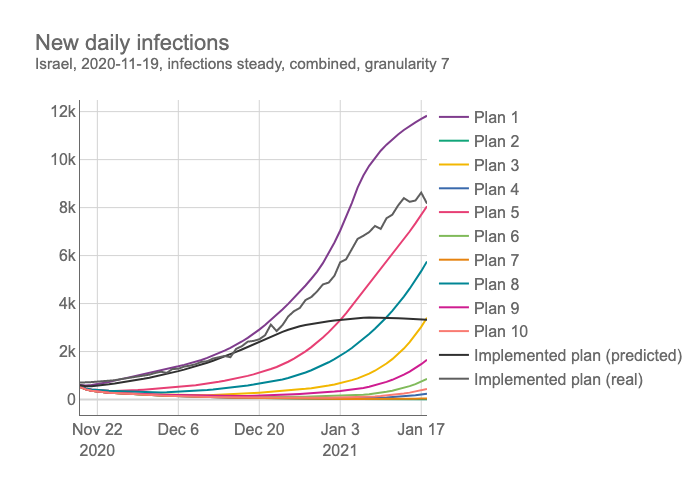 New daily infections
Israel, 2020-11-19, infections steady, combined, granularity 7
12k
10k
8k
6k
4k
2k
0
Nov 22
2020
Dec 6
Dec 20
Jan 3
2021
Jan 17
Plan 1
Plan 2
Plan 3
Plan 4
Plan 5
Plan 6
Plan 7
Plan 8
Plan 9
Plan 10
Implemented plan (predicted)
Implemented plan (real)